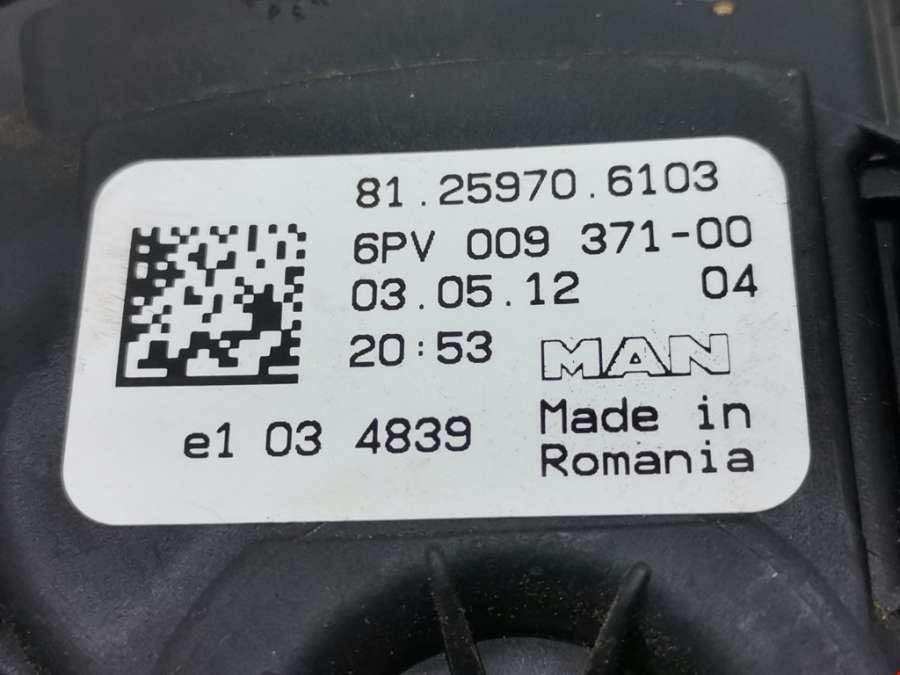 81.25970.6103
6PV 009 371-00
03.05.12 04
20:53 MAN
Made in
e1 03 4839
Romania